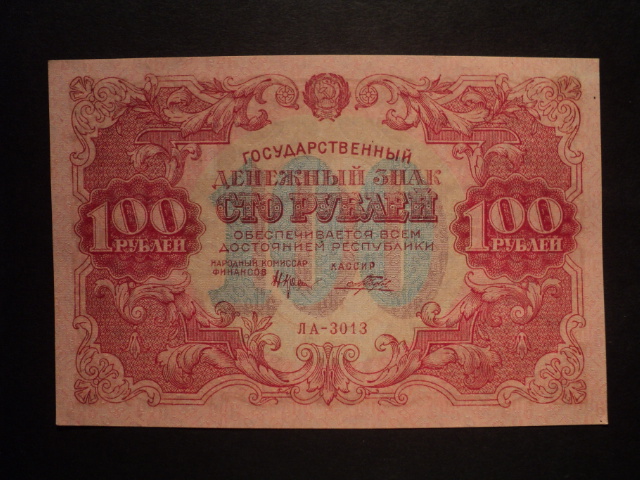 ГОСУДАРСТВЕННЫЙ
ДЕНЕЖНЫЙ ЗНАК
100
СТО РУБЛЕЙ
ОБЕСПЕЧИВАЕТСЯ ВСЕМ
ДОСТОЯНИЕМ РЕСПУБЛИКИ
100
РУБЛЕЙ
100
РУБЛЕЙ
НАРОДНЫЙ КОМИССАР
ФИНАНСОВ
КАССИР
ЛА-3013